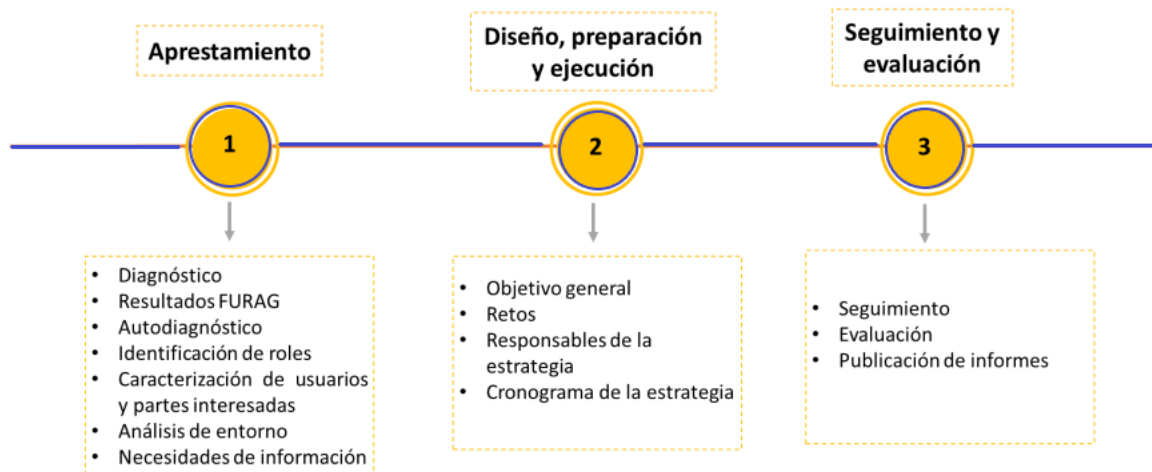 Aprestamiento
Diseño, preparación
y ejecución
Seguimiento y
evaluación
1
2
3
• Diagnóstico
• Resultados FURAG
• Autodiagnóstico
• Identificación de roles
• Caracterización de usuarios
y partes interesadas
• Análisis de entorno
• Necesidades de información
• Objetivo general
• Retos
• Responsables de la
estrategia
• Cronograma de la estrategia
• Seguimiento
• Evaluación
• Publicación de informes